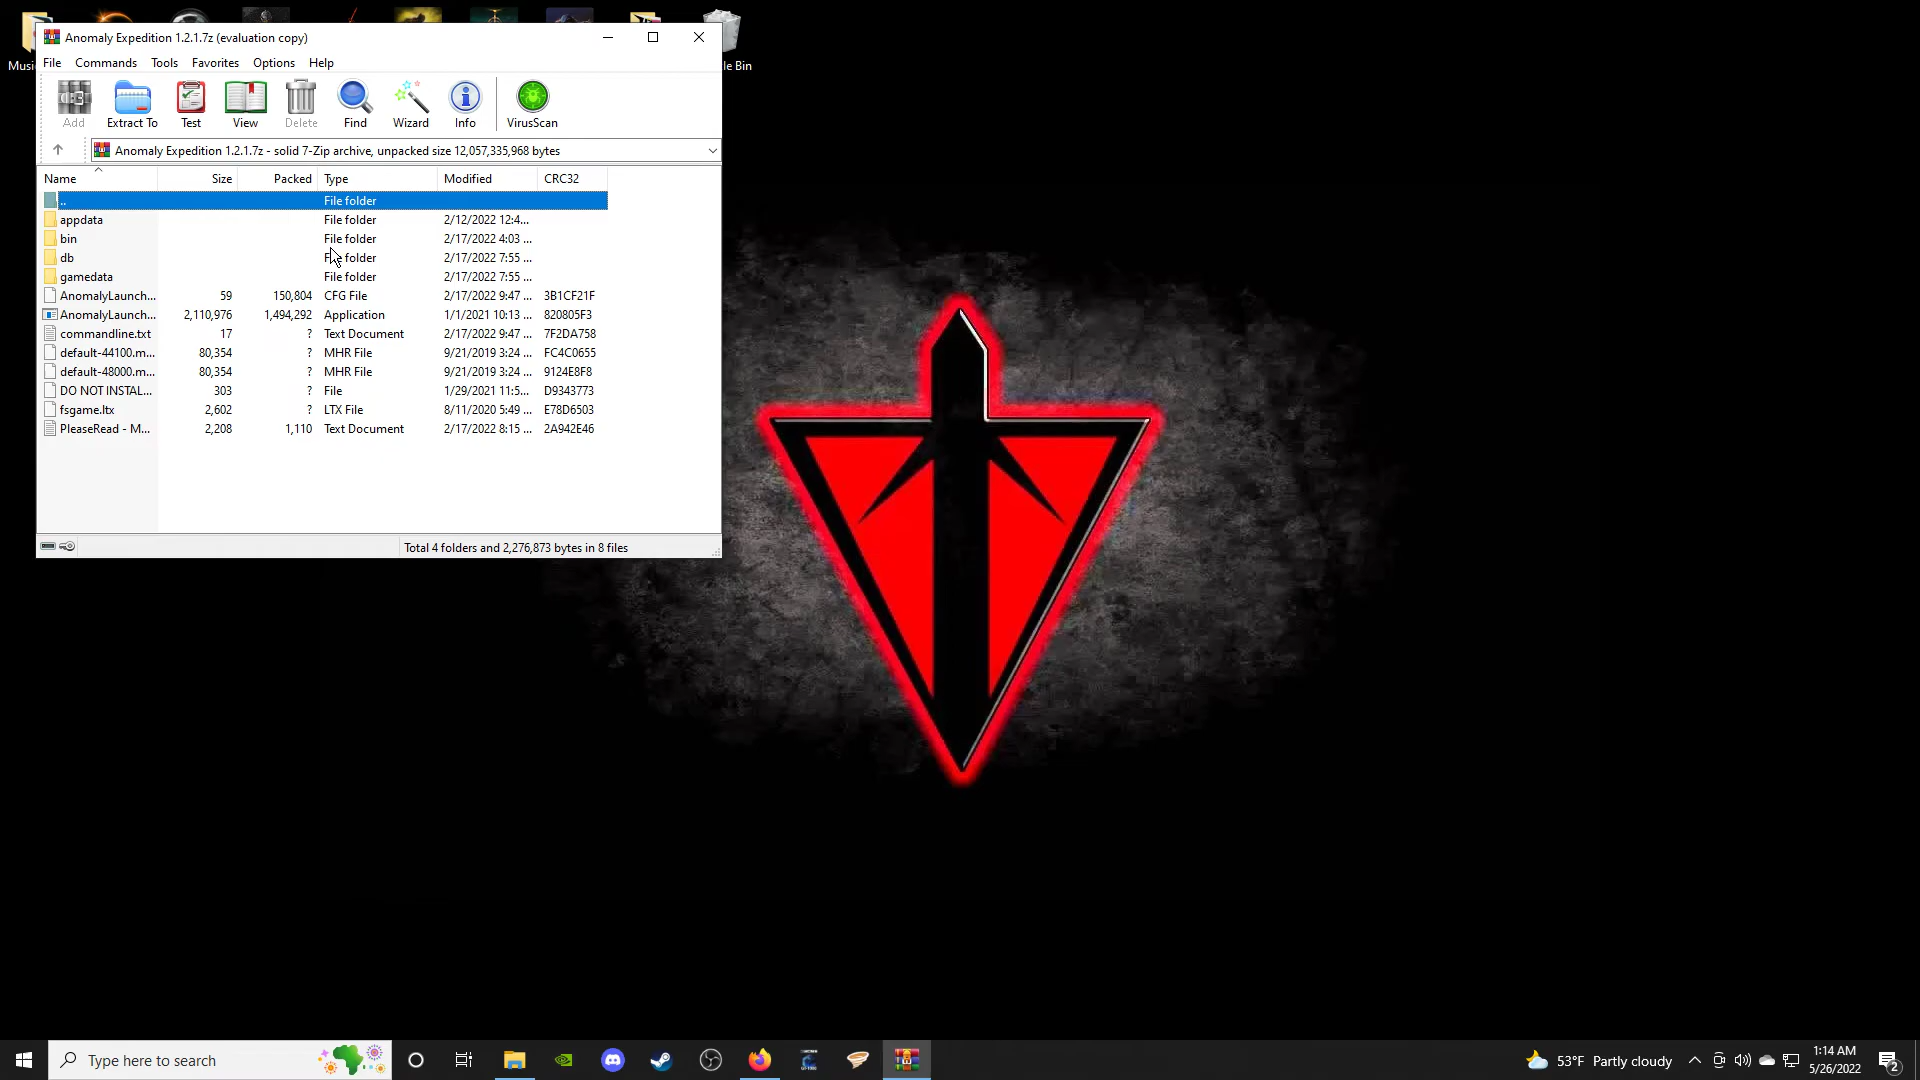 Anomaly Expedition 1.2.1.7z (evaluation copy)
File Commands Tools Favorites Options Help
Add Extract To Test View Delete Find Wizard Info VirusScan
Anomaly Expedition 1.2.1.7z - solid 7-Zip archive, unpacked size 12,057,335,968 bytes
Name Size Packed Type Modified CRC32
.. File folder
appdata File folder 2/12/2022 12:4...
bin File folder 2/17/2022 4:03 ...
db File folder 2/17/2022 7:55 ...
gamedata File folder 2/17/2022 7:55 ...
AnomalyLaunch... 59 150,804 CFG File 2/17/2022 9:47 ... 3B1CF21F
AnomalyLaunch... 2,110,976 1,494,292 Application 1/1/2021 10:13 ... 820805F3
commandline.txt 17 ? Text Document 2/17/2022 9:47 ... 7F2DA758
default-44100.m... 80,354 ? MHR File 9/21/2019 3:24 ... FC4C0655
default-48000.m... 80,354 ? MHR File 9/21/2019 3:24 ... 9124E8F8
DO NOT INSTAL... 303 ? File 1/29/2021 11:5... D9343773
fsgame.ltx 2,602 ? LTX File 8/11/2020 5:49 ... E78D6503
PleaseRead - M... 2,208 1,110 Text Document 2/17/2022 8:15 ... 2A942E46
Total 4 folders and 2,276,873 bytes in 8 files
Musi
le Bin
Type here to search
53°F Partly cloudy
1:14 AM
5/26/2022
2